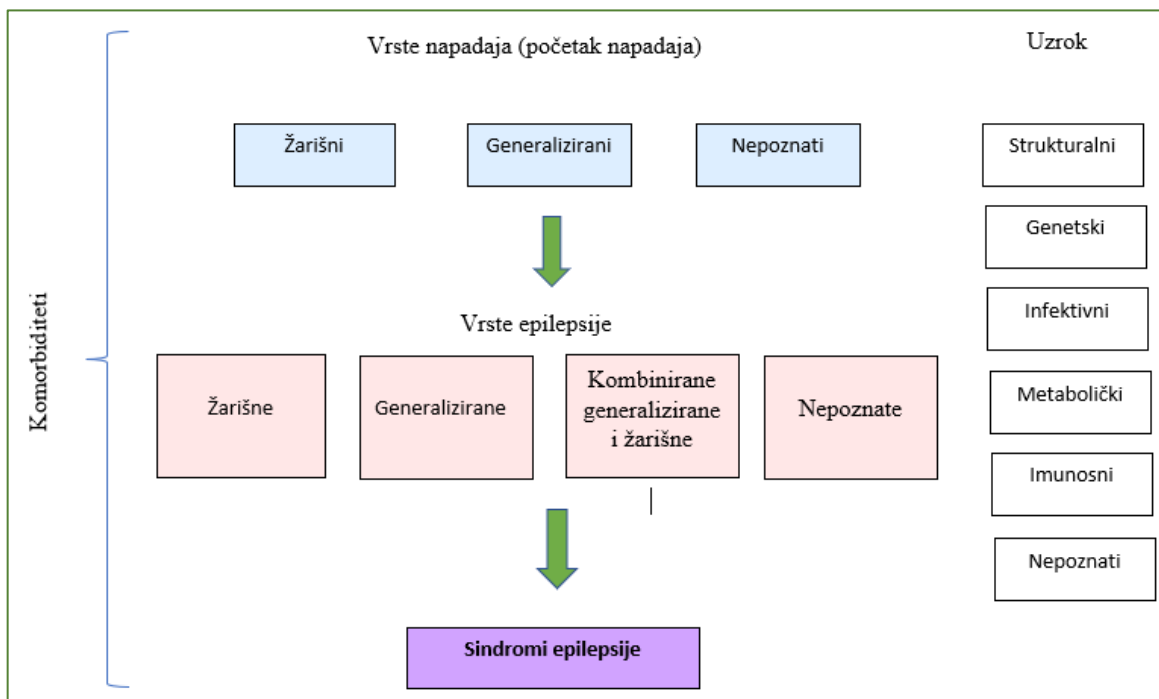 Komorbiditeti
Vrste napadaja (početak napadaja)
Žarišni
Generalizirani
Nepoznati
Vrste epilepsije
Žarišne
Generalizirane
Kombinirane
generalizirane
i žarišne
Nepoznate
Sindromi epilepsije
Uzrok
Strukturalni
Genetski
Infektivni
Metabolički
Imunosni
Nepoznati